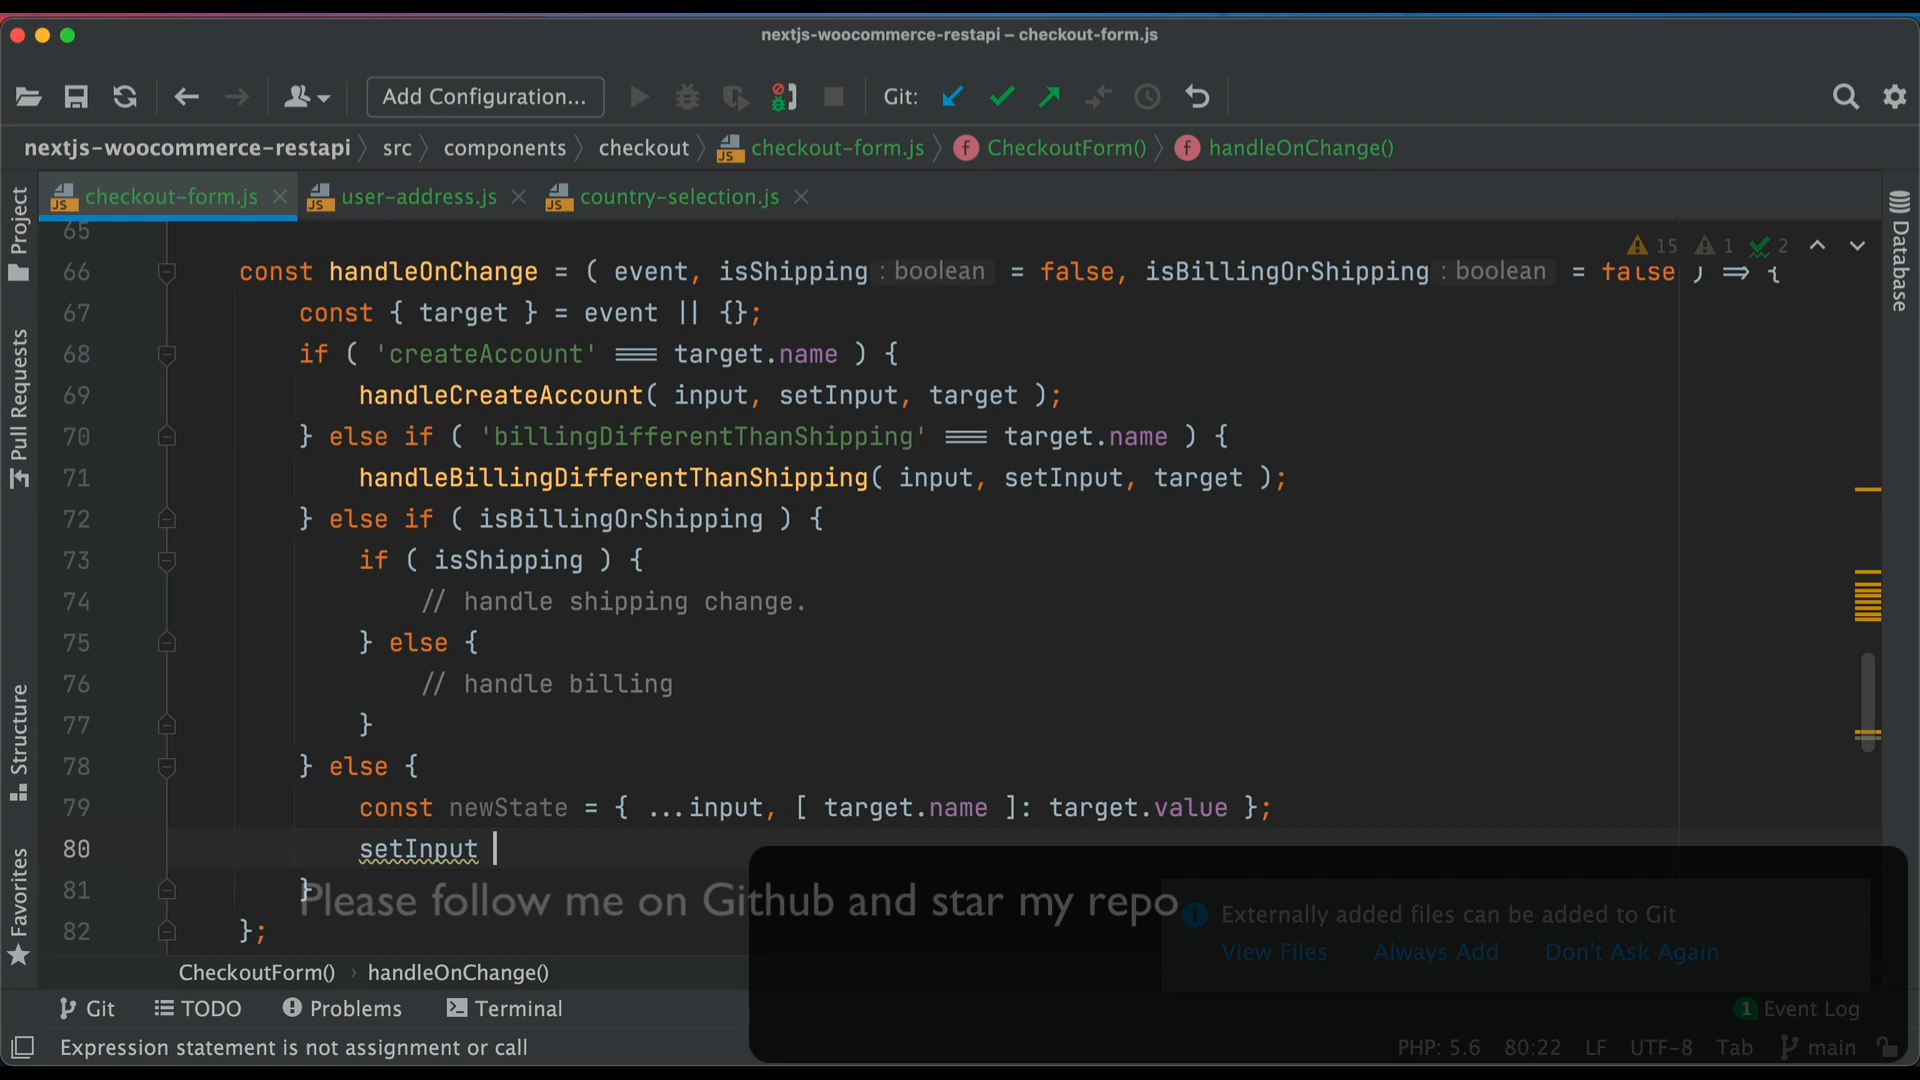 nextjs-woocommerce-restapi – checkout-form.js
Add Configuration...
Git:
nextjs-woocommerce-restapi src components checkout checkout-form.js CheckoutForm() handleOnChange()
checkout-form.js user-address.js country-selection.js
Project
Pull Requests
Structure
Favorites
Database
15 1 2
65
66 const handleOnChange = ( event, isShipping : boolean = false, isBillingOrShipping : boolean = false ) => {
67 const { target } = event || {};
68 if ( 'createAccount' === target.name ) {
69 handleCreateAccount( input, setInput, target );
70 } else if ( 'billingDifferentThanShipping' === target.name ) {
71 handleBillingDifferentThanShipping( input, setInput, target );
72 } else if ( isBillingOrShipping ) {
73 if ( isShipping ) {
74 // handle shipping change.
75 } else {
76 // handle billing
77 }
78 } else {
79 const newState = { ...input, [ target.name ]: target.value };
80 setInput
81 }
82 };
Please follow me on Github and star my repo
Externally added files can be added to Git
View Files Always Add Don't Ask Again
CheckoutForm() › handleOnChange()
Git TODO Problems Terminal
1 Event Log
Expression statement is not assignment or call
PHP: 5.6 80:22 LF UTF-8 Tab main